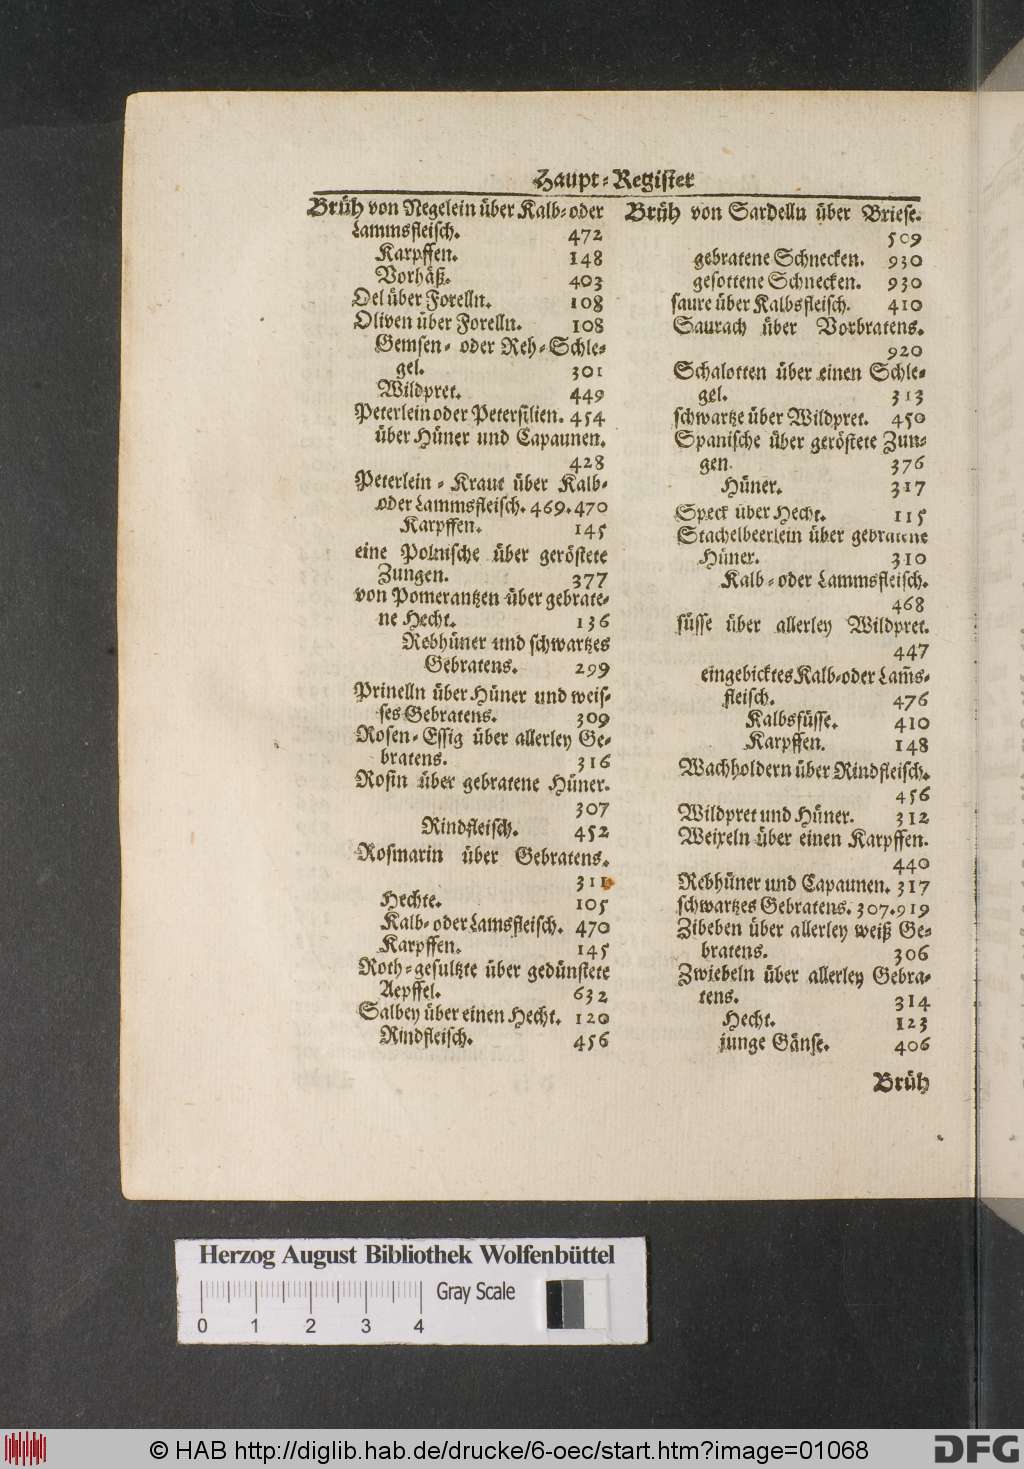 Haupt-Register
Brüh von Negelein über Kalb- oder
Lammsfleisch. 472
Karpffen. 148
Vorhäß. 403
Oel über Forelln. 108
Oliven über Forelln. 108
Gemsen- oder Reh-Schle-
gel. 301
Wildpret. 449
Peterlein oder Petersilien. 454
über Hüner und Capaunen.
428
Peterlein-Kraut über Kalb-
oder Lammsfleisch. 469. 470
Karpffen. 145
eine Polnische über geröstete
Zungen. 377
von Pomerantzen über gebrate-
ne Hecht. 136
Rebhüner und schwartzes
Gebratens. 299
Prinelln über Hüner und weis-
ses Gebratens. 309
Rosen-Essig über allerley Ge-
bratens. 316
Rosin über gebratene Hüner.
307
Rindfleisch. 452
Rosmarin über Gebratens.
311
Hechte. 105
Kalb- oder Lamsfleisch. 470
Karpffen. 145
Roth-gesultzte über gedünstete
Aepffel. 632
Salbey über einen Hecht. 120
Rindfleisch. 456
Brüh von Sardelln über Briese.
509
gebratene Schnecken. 930
gesottene Schnecken. 930
saure über Kalbsfleisch. 410
Saurach über Vorbratens.
920
Schalotten über einen Schle-
gel. 313
schwartze über Wildpret. 450
Spanische über geröstete Zun-
gen. 376
Hüner. 317
Speck über Hecht. 115
Stachelbeerlein über gebratene
Hüner. 310
Kalb- oder Lammsfleisch.
468
süsse über allerley Wildpret.
447
eingebicktes Kalb- oder Lam̃s-
fleisch. 476
Kalbsfüsse. 410
Karpffen. 148
Wachholdern über Rindfleisch.
456
Wildpret und Hüner. 312
Weixeln über einen Karpffen.
440
Rebhüner und Capaunen. 317
schwartzes Gebratens. 307. 919
Zibeben über allerley weiß Ge-
bratens. 306
Zwiebeln über allerley Gebra-
tens. 314
Hecht. 123
junge Gänse. 406
Brüh
Herzog August Bibliothek Wolfenbüttel
Gray Scale
0 1 2 3 4
© HAB http://diglib.hab.de/drucke/6-oec/start.htm?image=01068
DFG